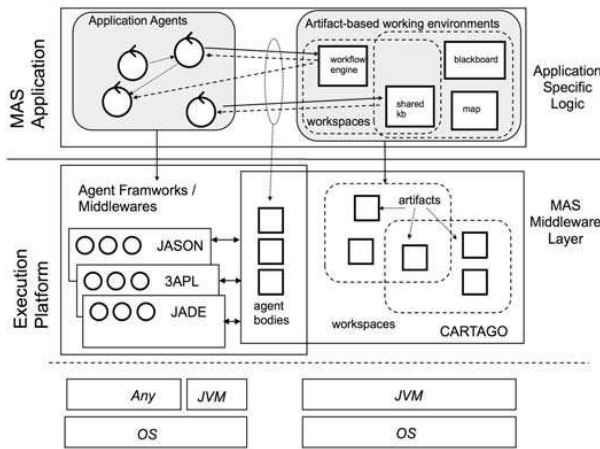 Application Agents
Artifact-based working environments
MAS
Application
workflow
engine
blackboard
shared
kb
map
workspaces
Application
Specific
Logic
Execution
Platform
Agent Framworks /
Middlewares
JASON
3APL
JADE
agent
bodies
artifacts
workspaces
CARTAGO
MAS
Middleware
Layer
Any
JVM
JVM
OS
OS